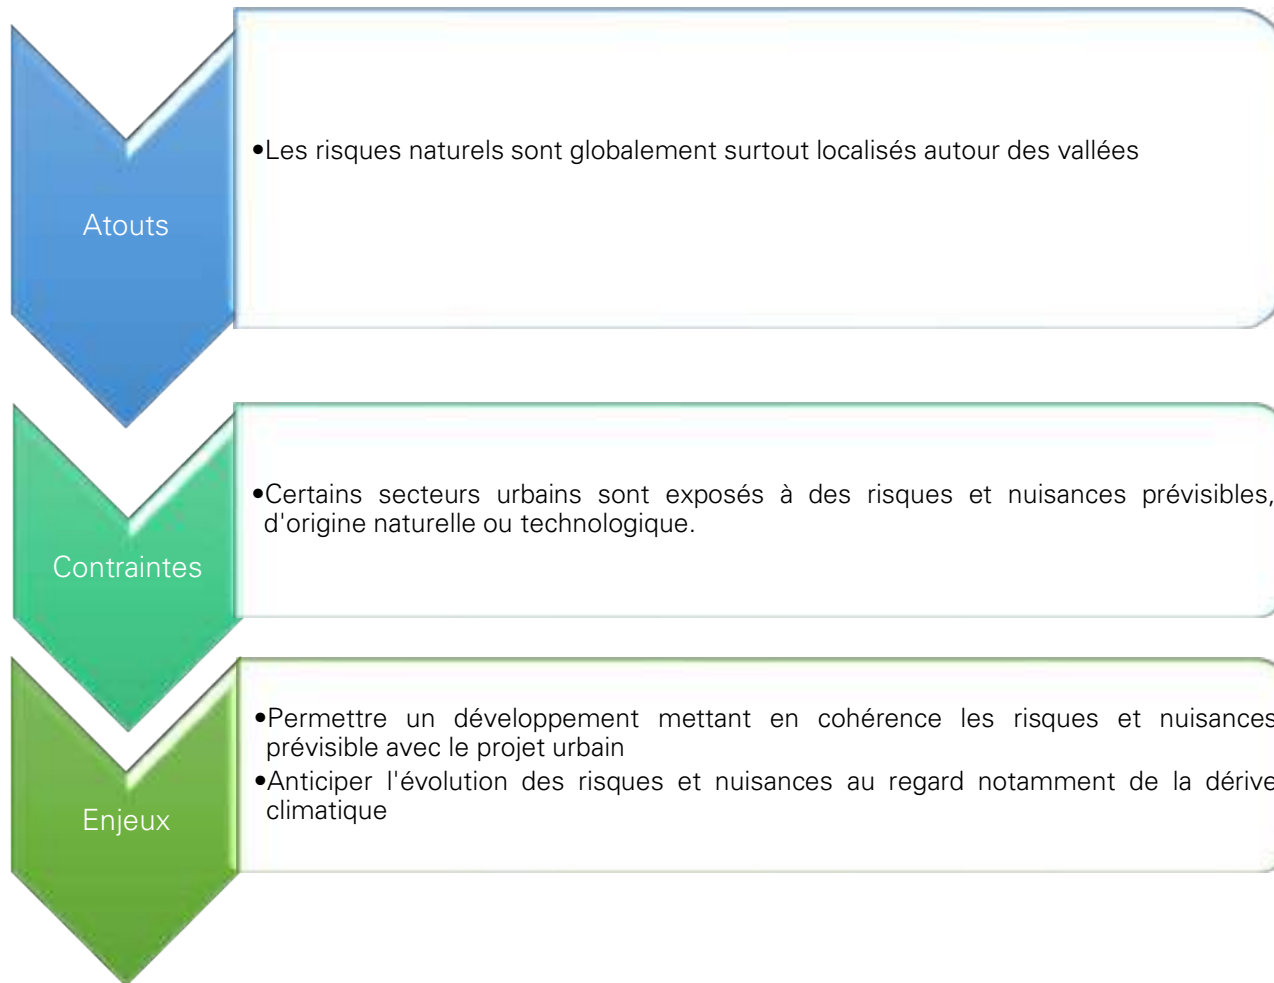 Atouts
•Les risques naturels sont globalement surtout localisés autour des vallées
Contraintes
•Certains secteurs urbains sont exposés à des risques et nuisances prévisibles,
d'origine naturelle ou technologique.
Enjeux
•Permettre un développement mettant en cohérence les risques et nuisances
prévisible avec le projet urbain
•Anticiper l'évolution des risques et nuisances au regard notamment de la dérive
climatique